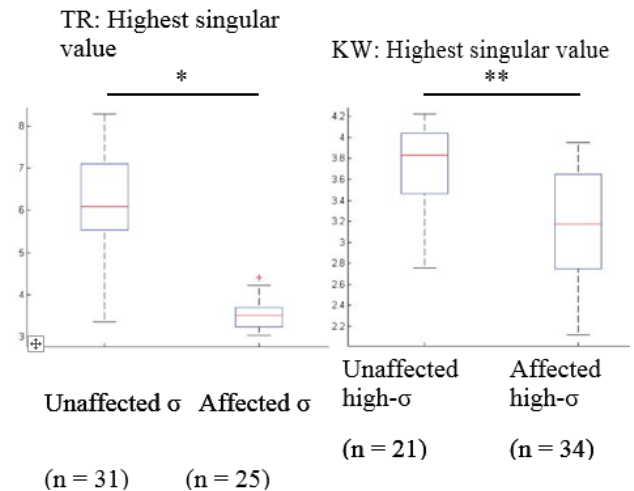 TR: Highest singular
value
*
8
7
6
5
4
3
Unaffected σ Affected σ
(n = 31) (n = 25)
KW: Highest singular value
**
4.2
4
3.8
3.6
3.4
3.2
3
2.8
2.6
2.4
2.2
Unaffected Affected
high-σ high-σ
(n = 21) (n = 34)